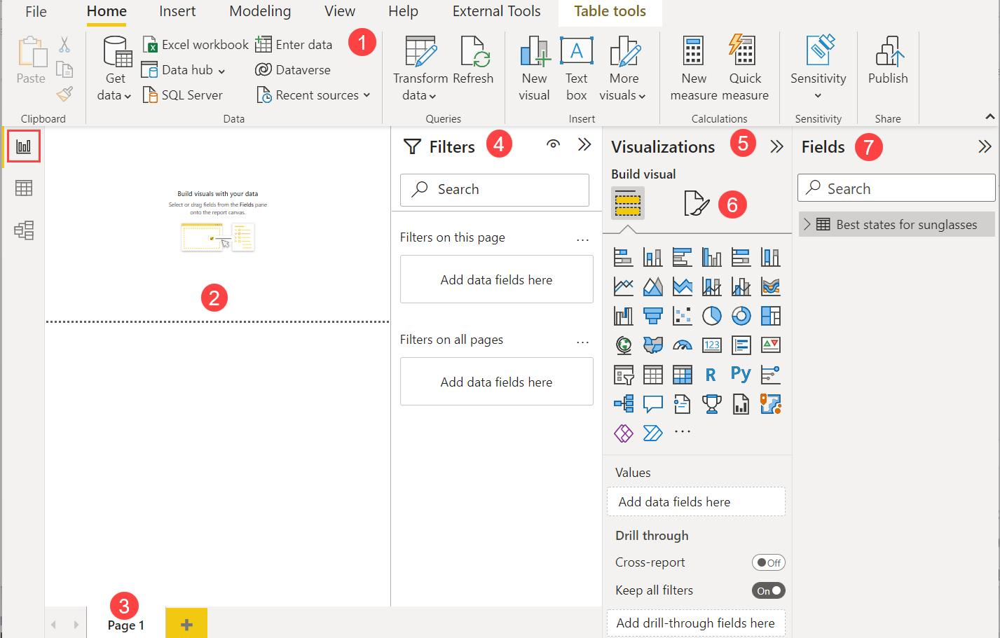 File Home Insert Modeling View Help External Tools Table tools
Paste
Clipboard
Get data
Excel workbook
Data hub
SQL Server
Enter data
Dataverse
Recent sources
1
Data
Transform data
Refresh
Queries
New visual
Text box
A
More visuals
Insert
New measure
Quick measure
Calculations
Sensitivity
Sensitivity
Publish
Share
Build visuals with your data
Select or drag fields from the Fields pane
onto the report canvas.
2
3
Page 1
+
Filters 4
Search
Filters on this page ...
Add data fields here
Filters on all pages ...
Add data fields here
Visualizations 5
Build visual
6
123
R Py
...
Values
Add data fields here
Drill through
Cross-report Off
Keep all filters On
Add drill-through fields here
Fields 7
Search
Best states for sunglasses